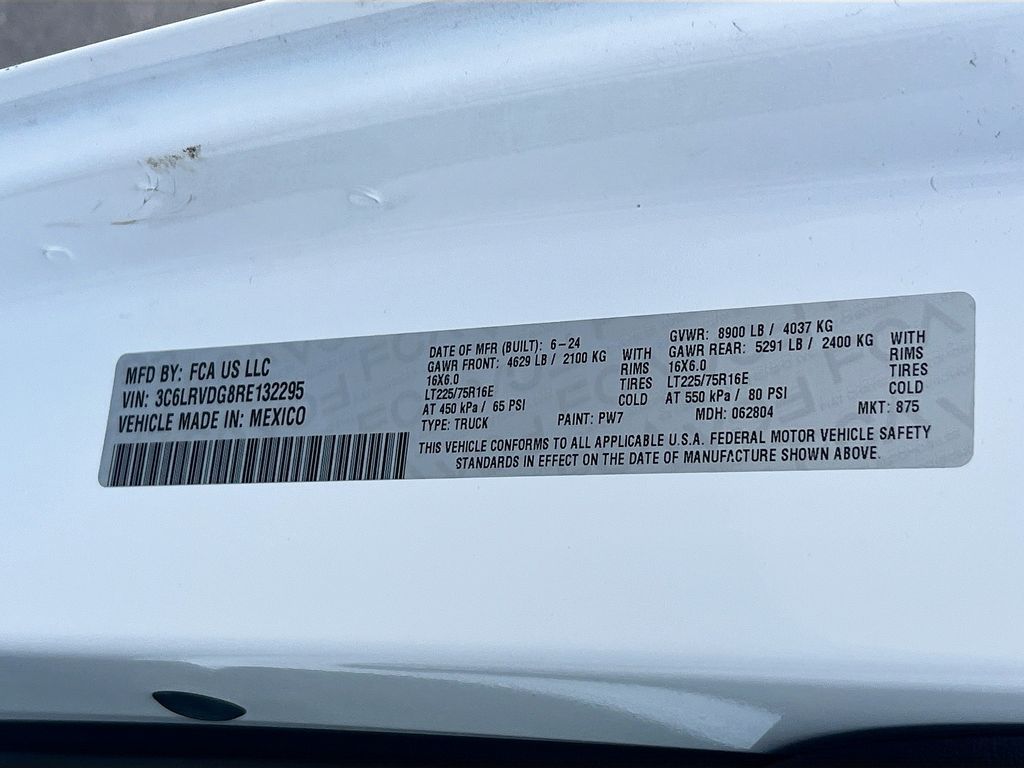 MFD BY: FCA US LLC
VIN: 3C6LRVDG8RE132295
VEHICLE MADE IN: MEXICO
DATE OF MFR (BUILT): 6-24
GAWR FRONT: 4629 LB / 2100 KG WITH
16X6.0 RIMS
LT225/75R16E TIRES
AT 450 kPa / 65 PSI COLD
TYPE: TRUCK PAINT: PW7
GVWR: 8900 LB / 4037 KG
GAWR REAR: 5291 LB / 2400 KG WITH
16X6.0 RIMS
LT225/75R16E TIRES
AT 550 kPa / 80 PSI COLD
MDH: 062804 MKT: 875
THIS VEHICLE CONFORMS TO ALL APPLICABLE U.S.A. FEDERAL MOTOR VEHICLE SAFETY
STANDARDS IN EFFECT ON THE DATE OF MANUFACTURE SHOWN ABOVE.